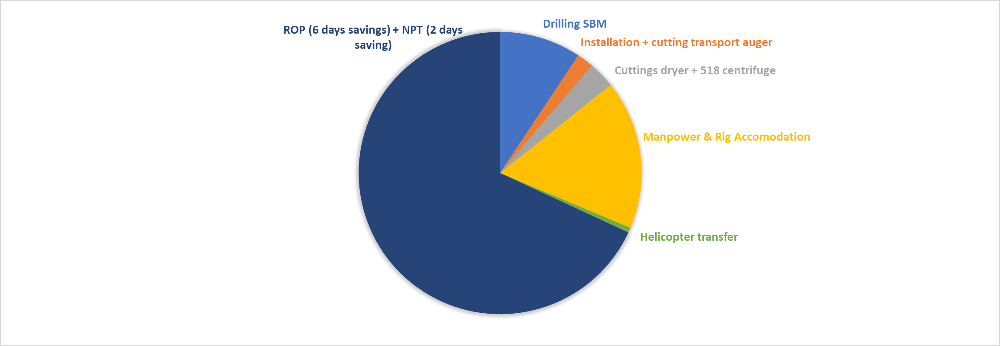 ROP (6 days savings) + NPT (2 days
saving)
Drilling SBM
Installation + cutting transport auger
Cuttings dryer + 518 centrifuge
Manpower & Rig Accomodation
Helicopter transfer